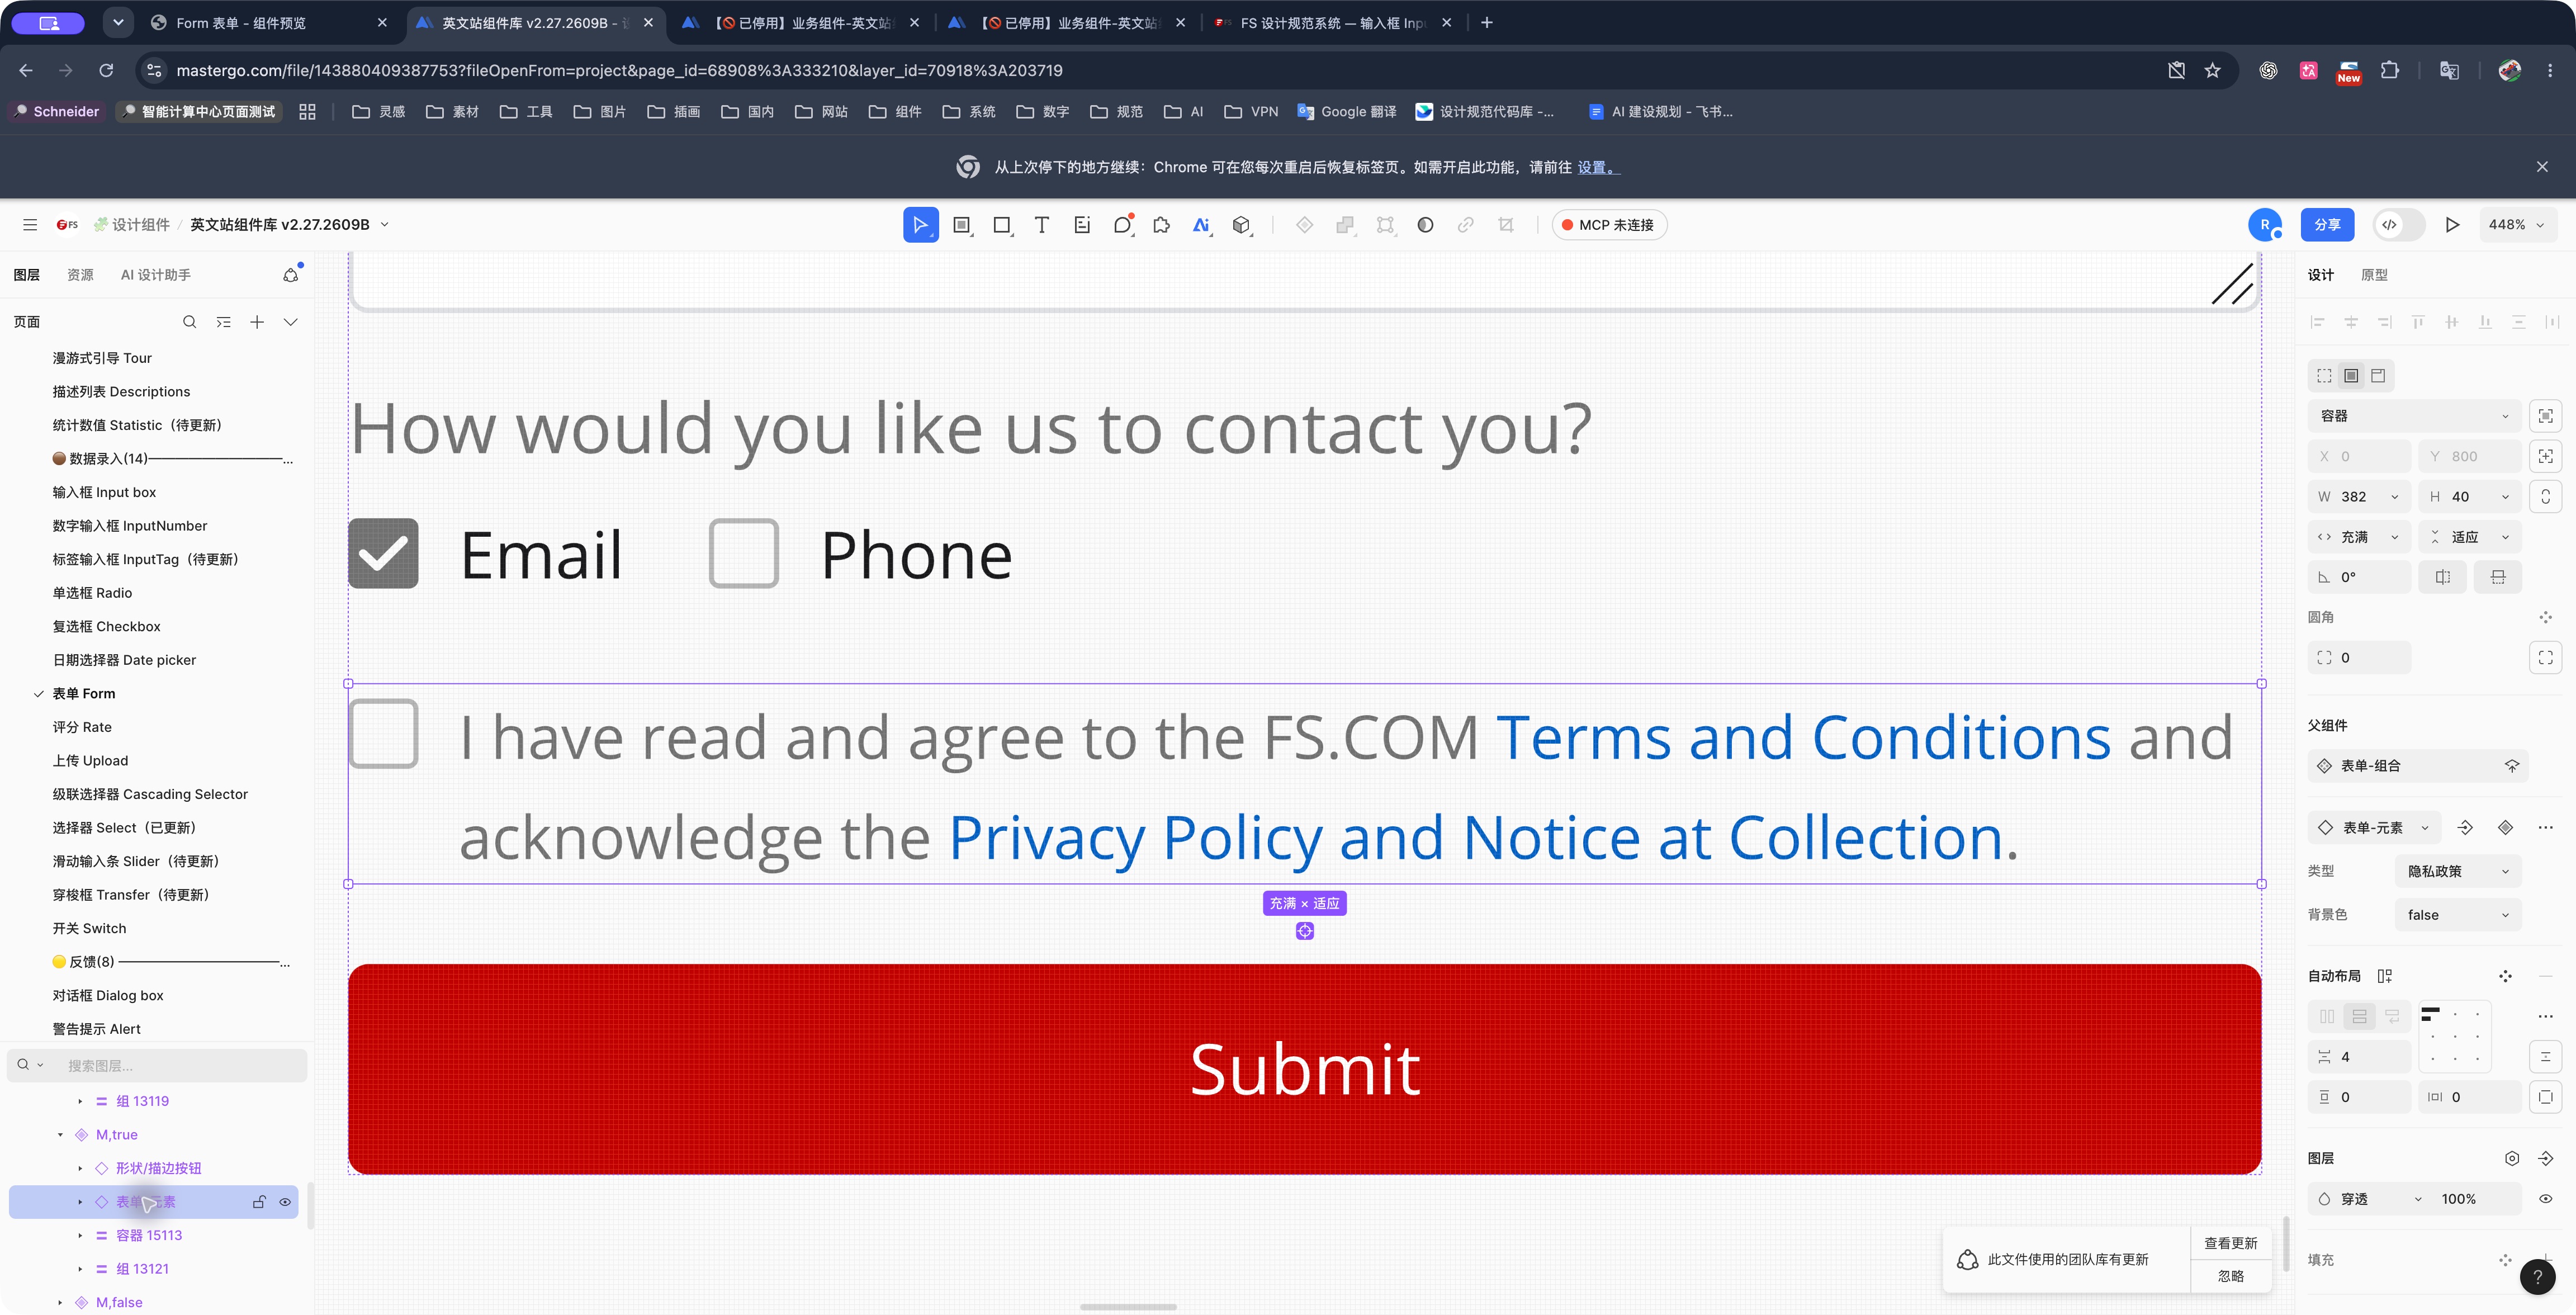 Form 表单 - 组件预览
英文站组件库 v2.27.2609B - 设
【🚫已停用】业务组件-英文站
【🚫已停用】业务组件-英文站
FS 设计规范系统 — 输入框 Inp
mastergo.com/file/143880409387753?fileOpenFrom=project&page_id=68908%3A333210&layer_id=70918%3A203719
New
Schneider
智能计算中心页面测试
灵感
素材
工具
图片
插画
国内
网站
组件
系统
数字
规范
AI
VPN
Google 翻译
设计规范代码库 -...
AI 建设规划 - 飞书...
从上次停下的地方继续：Chrome 可在您每次重启后恢复标签页。如需开启此功能，请前往 设置。
FS
设计组件 / 英文站组件库 v2.27.2609B
MCP 未连接
R
分享
448%
图层
资源
AI 设计助手
页面
漫游式引导 Tour
描述列表 Descriptions
统计数值 Statistic（待更新）
🟤 数据录入(14)————————————...
输入框 Input box
数字输入框 InputNumber
标签输入框 InputTag（待更新）
单选框 Radio
复选框 Checkbox
日期选择器 Date picker
表单 Form
评分 Rate
上传 Upload
级联选择器 Cascading Selector
选择器 Select（已更新）
滑动输入条 Slider（待更新）
穿梭框 Transfer（待更新）
开关 Switch
🟡 反馈(8) ————————————...
对话框 Dialog box
警告提示 Alert
搜索图层...
组 13119
M,true
形状/描边按钮
表单-元素
容器 15113
组 13121
M,false
How would you like us to contact you?
Email
Phone
I have read and agree to the FS.COM Terms and Conditions and
acknowledge the Privacy Policy and Notice at Collection.
充满 × 适应
Submit
此文件使用的团队库有更新
查看更新
忽略
设计
原型
容器
X 0
Y 800
W 382
H 40
充满
适应
0°
圆角
0
父组件
表单-组合
表单-元素
类型
隐私政策
背景色
false
自动布局
4
0
0
图层
穿透
100%
填充
?